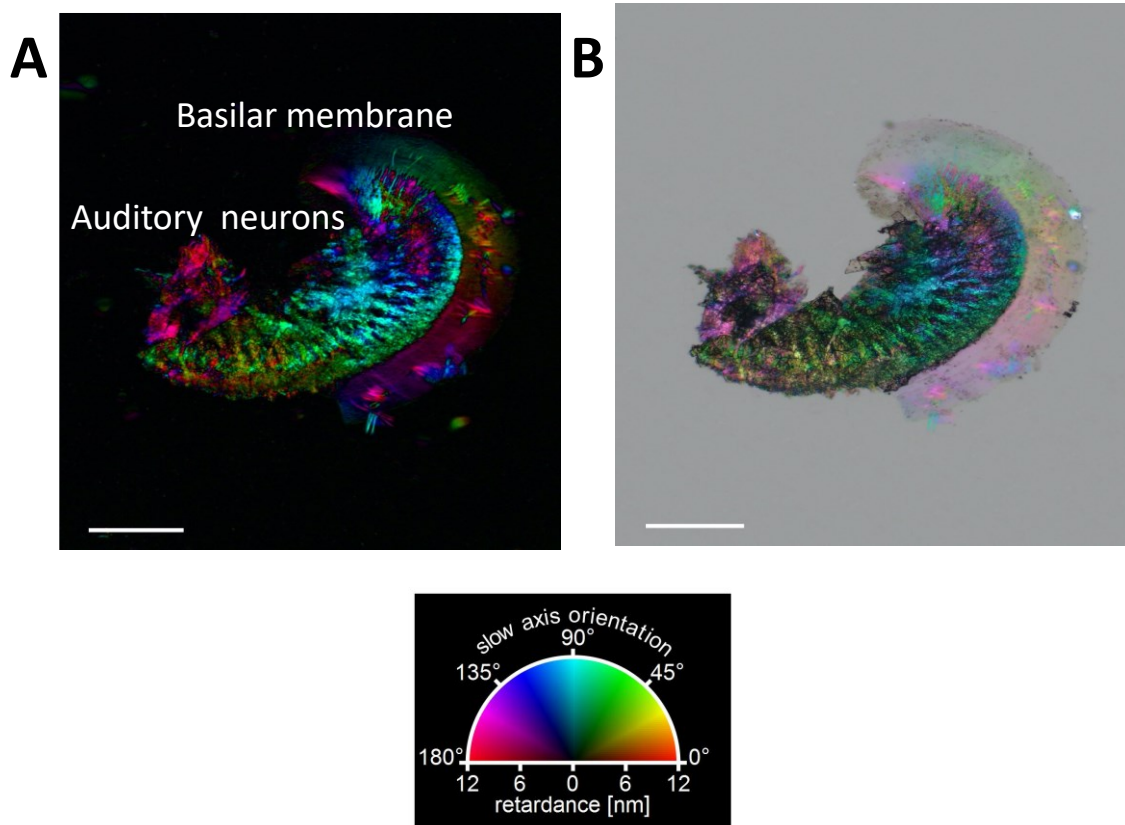 A
B
Basilar membrane
Auditory neurons
slow axis orientation
90°
135°
45°
180°
0°
12 6 0 6 12
retardance [nm]